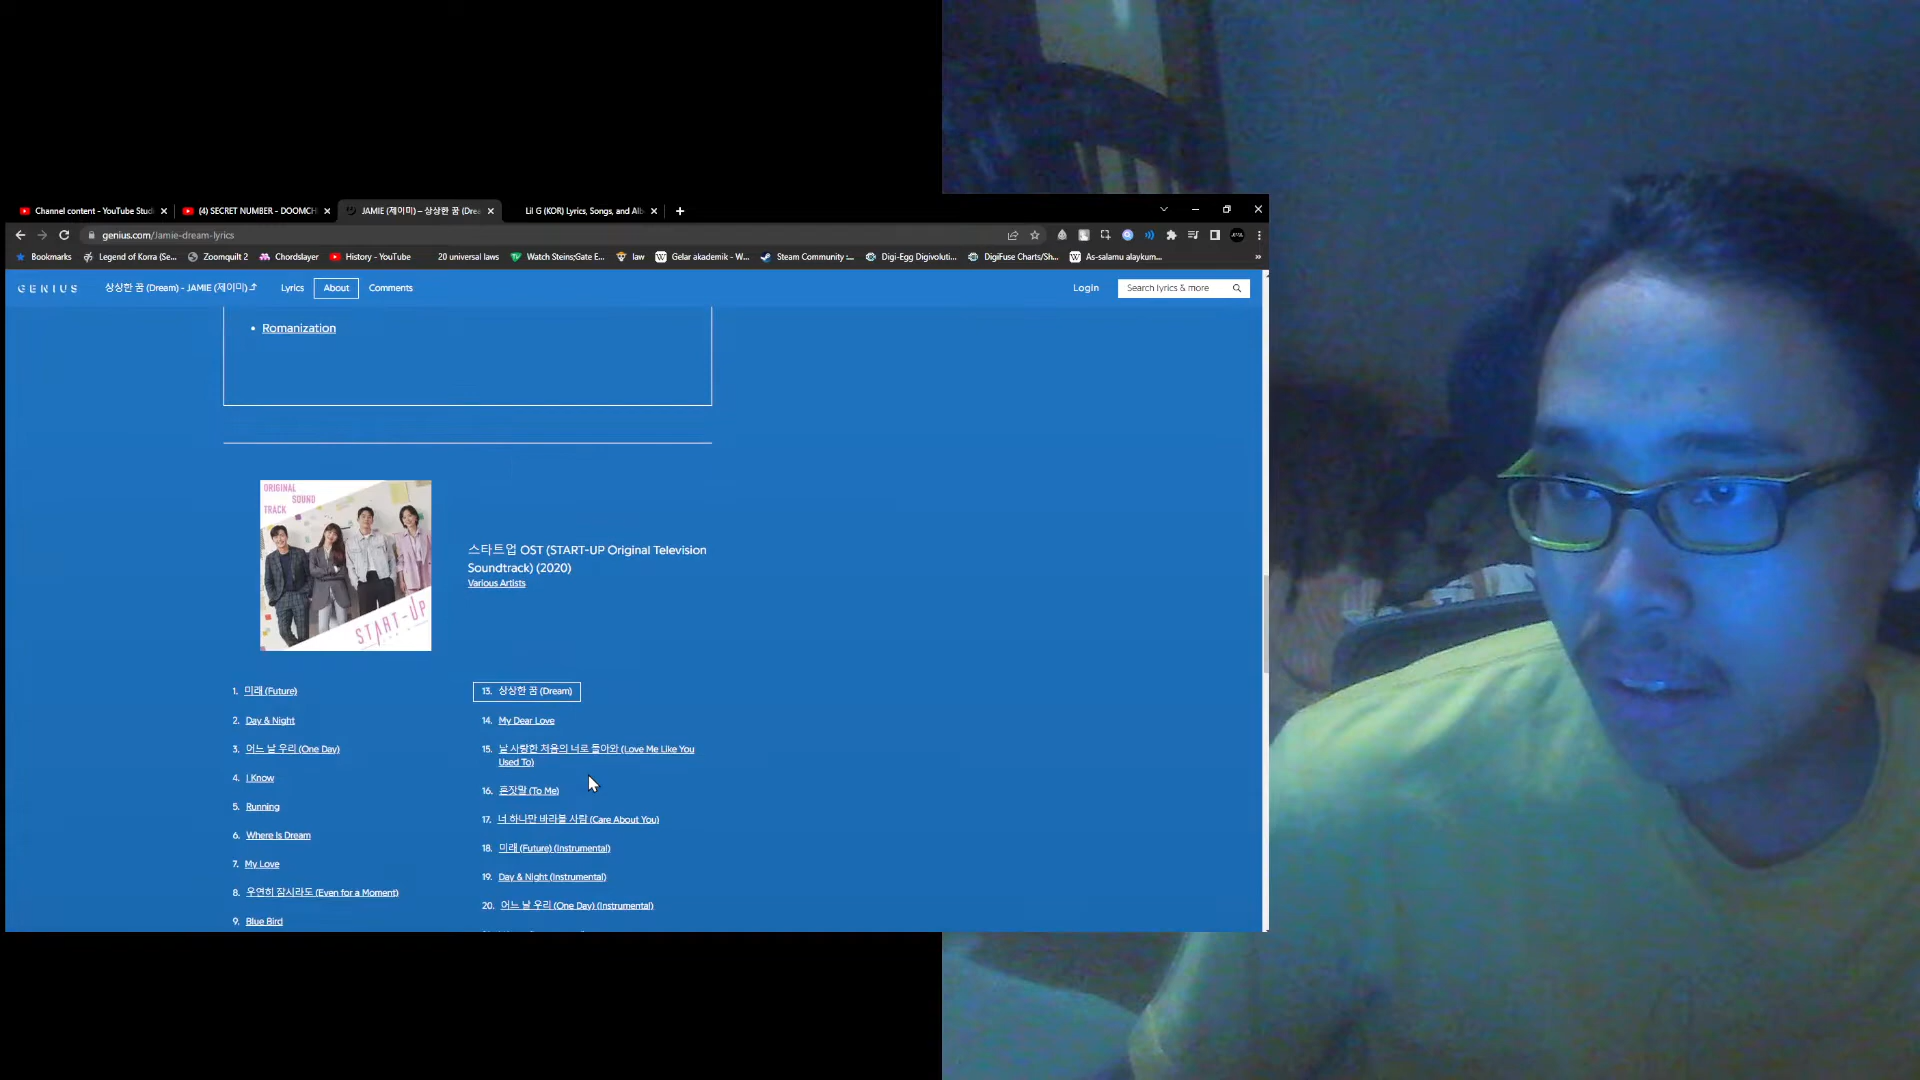 Channel content - YouTube Stud
(4) SECRET NUMBER - DOOMCH
JAMIE (제이미) – 상상한 꿈 (Drea
Lil G (KOR) Lyrics, Songs, and Alb
genius.com/Jamie-dream-lyrics
Bookmarks
Legend of Korra (Se...
Zoomquilt 2
Chordslayer
History - YouTube
20 universal laws
Watch Steins;Gate E...
law
Gelar akademik - W...
Steam Community :...
Digi-Egg Digivoluti...
DigiFuse Charts/Sh...
As-salamu alaykum...
»
GENIUS
상상한 꿈 (Dream) - JAMIE (제이미)
Lyrics
About
Comments
LogIn
Search lyrics & more
• Romanization
ORIGINAL
SOUND
TRACK
START-UP
스타트업 OST (START-UP Original Television
Soundtrack) (2020)
Various Artists
1. 미래 (Future)
2. Day & Night
3. 어느 날 우리 (One Day)
4. I Know
5. Running
6. Where Is Dream
7. My Love
8. 우연히 잠시라도 (Even for a Moment)
9. Blue Bird
13. 상상한 꿈 (Dream)
14. My Dear Love
15. 날 사랑한 처음의 너로 돌아와 (Love Me Like You
Used To)
16. 혼잣말 (To Me)
17. 너 하나만 바라볼 사람 (Care About You)
18. 미래 (Future) (Instrumental)
19. Day & Night (Instrumental)
20. 어느 날 우리 (One Day) (Instrumental)